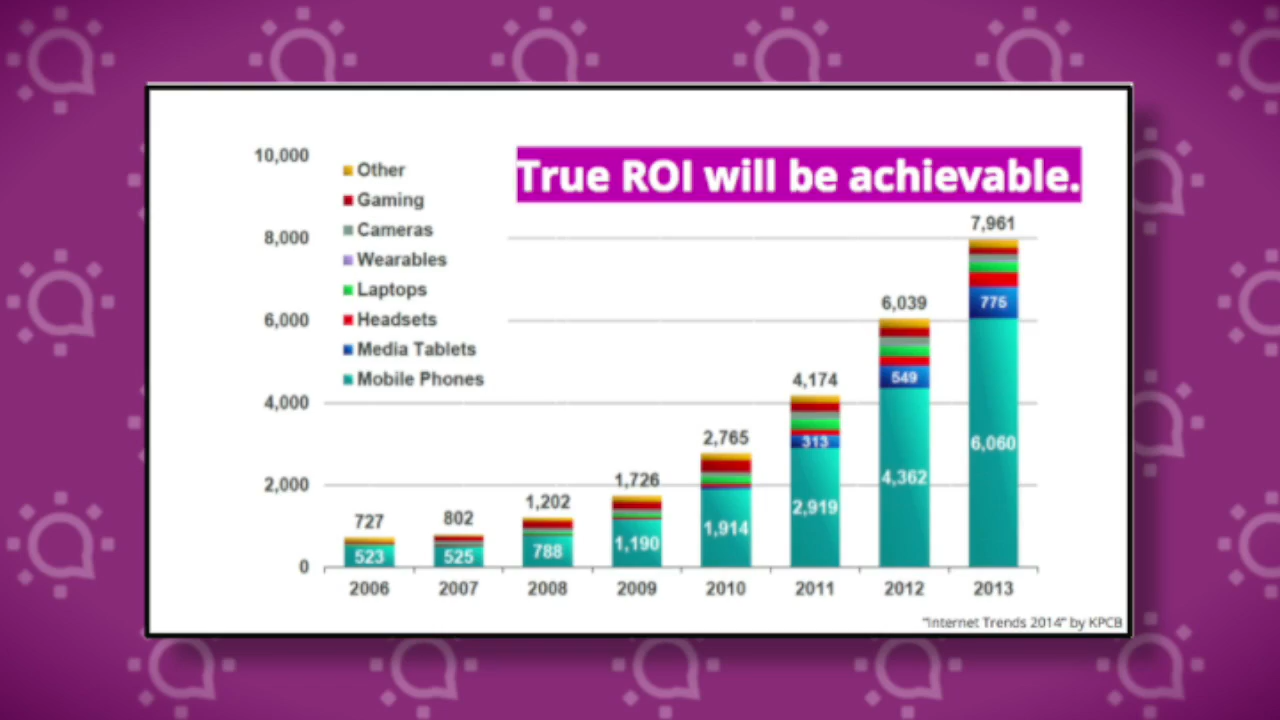 True ROI will be achievable.
10,000
8,000
6,000
4,000
2,000
0
Other
Gaming
Cameras
Wearables
Laptops
Headsets
Media Tablets
Mobile Phones
727
523
802
525
1,202
788
1,726
1,190
2,765
1,914
4,174
313
2,919
6,039
549
4,362
7,961
775
6,060
2006 2007 2008 2009 2010 2011 2012 2013
"Internet Trends 2014" by KPCB